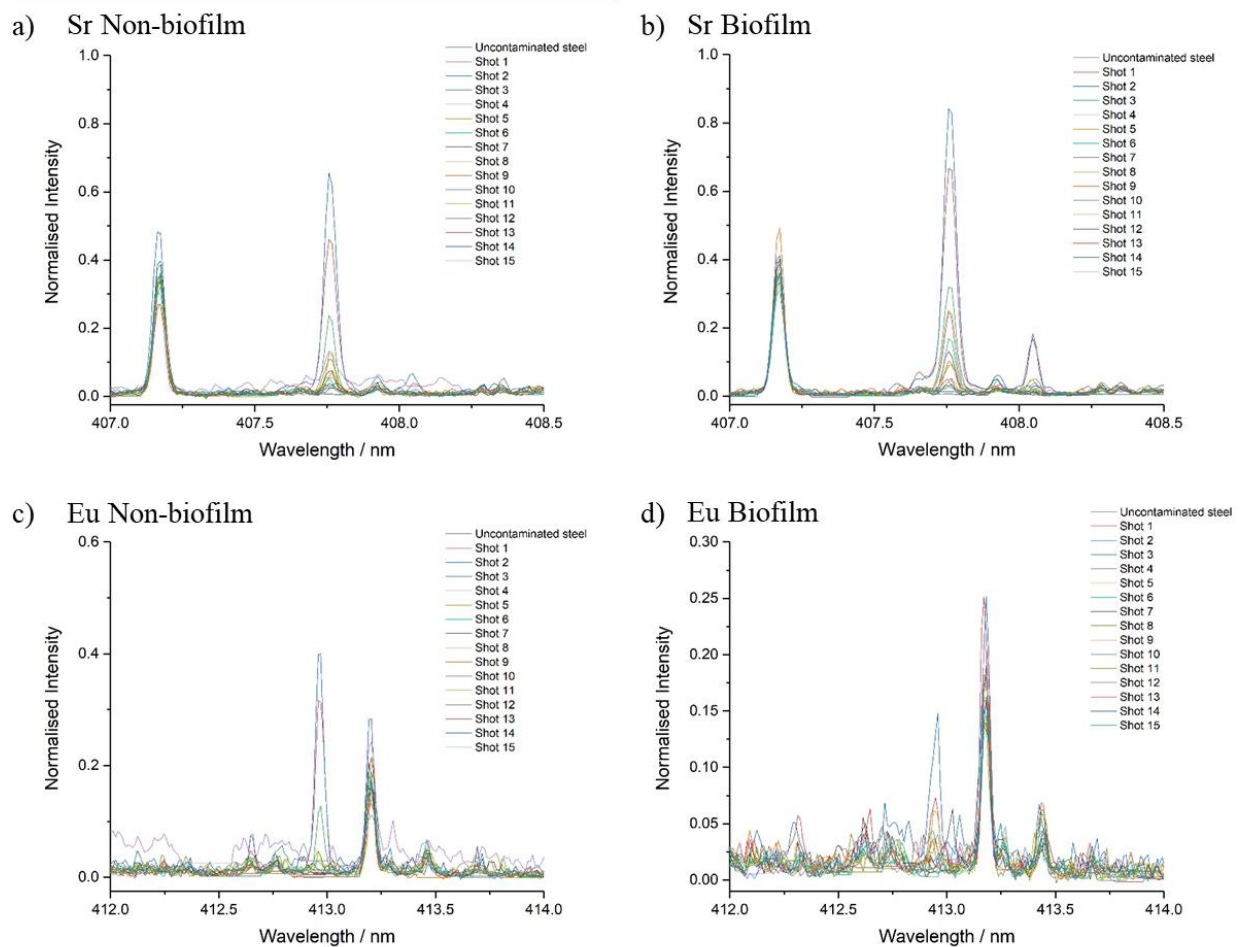 a) Sr Non-biofilm
1.0
0.8
0.6
0.4
0.2
0.0
Normalised Intensity
407.0
407.5
408.0
408.5
Wavelength / nm
Uncontaminated steel
Shot 1
Shot 2
Shot 3
Shot 4
Shot 5
Shot 6
Shot 7
Shot 8
Shot 9
Shot 10
Shot 11
Shot 12
Shot 13
Shot 14
Shot 15
b) Sr Biofilm
1.0
0.8
0.6
0.4
0.2
0.0
Normalised Intensity
407.0
407.5
408.0
408.5
Wavelength / nm
Uncontaminated steel
Shot 1
Shot 2
Shot 3
Shot 4
Shot 5
Shot 6
Shot 7
Shot 8
Shot 9
Shot 10
Shot 11
Shot 12
Shot 13
Shot 14
Shot 15
c) Eu Non-biofilm
0.6
0.4
0.2
0.0
Normalised Intensity
412.0
412.5
413.0
413.5
414.0
Wavelength / nm
Uncontaminated steel
Shot 1
Shot 2
Shot 3
Shot 4
Shot 5
Shot 6
Shot 7
Shot 8
Shot 9
Shot 10
Shot 11
Shot 12
Shot 13
Shot 14
Shot 15
d) Eu Biofilm
0.30
0.25
0.20
0.15
0.10
0.05
0.00
Normalised Intensity
412.0
412.5
413.0
413.5
414.0
Wavelength / nm
Uncontaminated steel
Shot 1
Shot 2
Shot 3
Shot 4
Shot 5
Shot 6
Shot 7
Shot 8
Shot 9
Shot 10
Shot 11
Shot 12
Shot 13
Shot 14
Shot 15